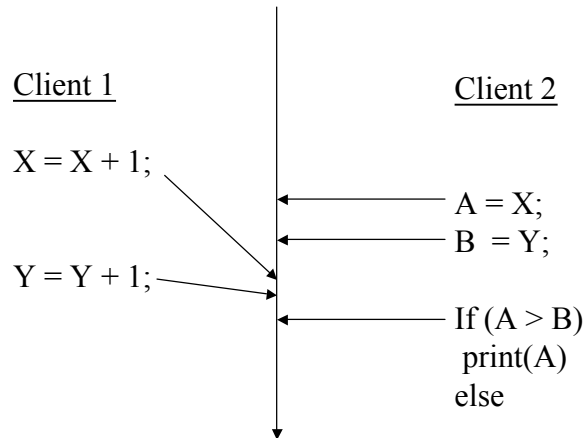 Client 1
X = X + 1;
Y = Y + 1;
Client 2
A = X;
B = Y;
If (A > B)
print(A)
else